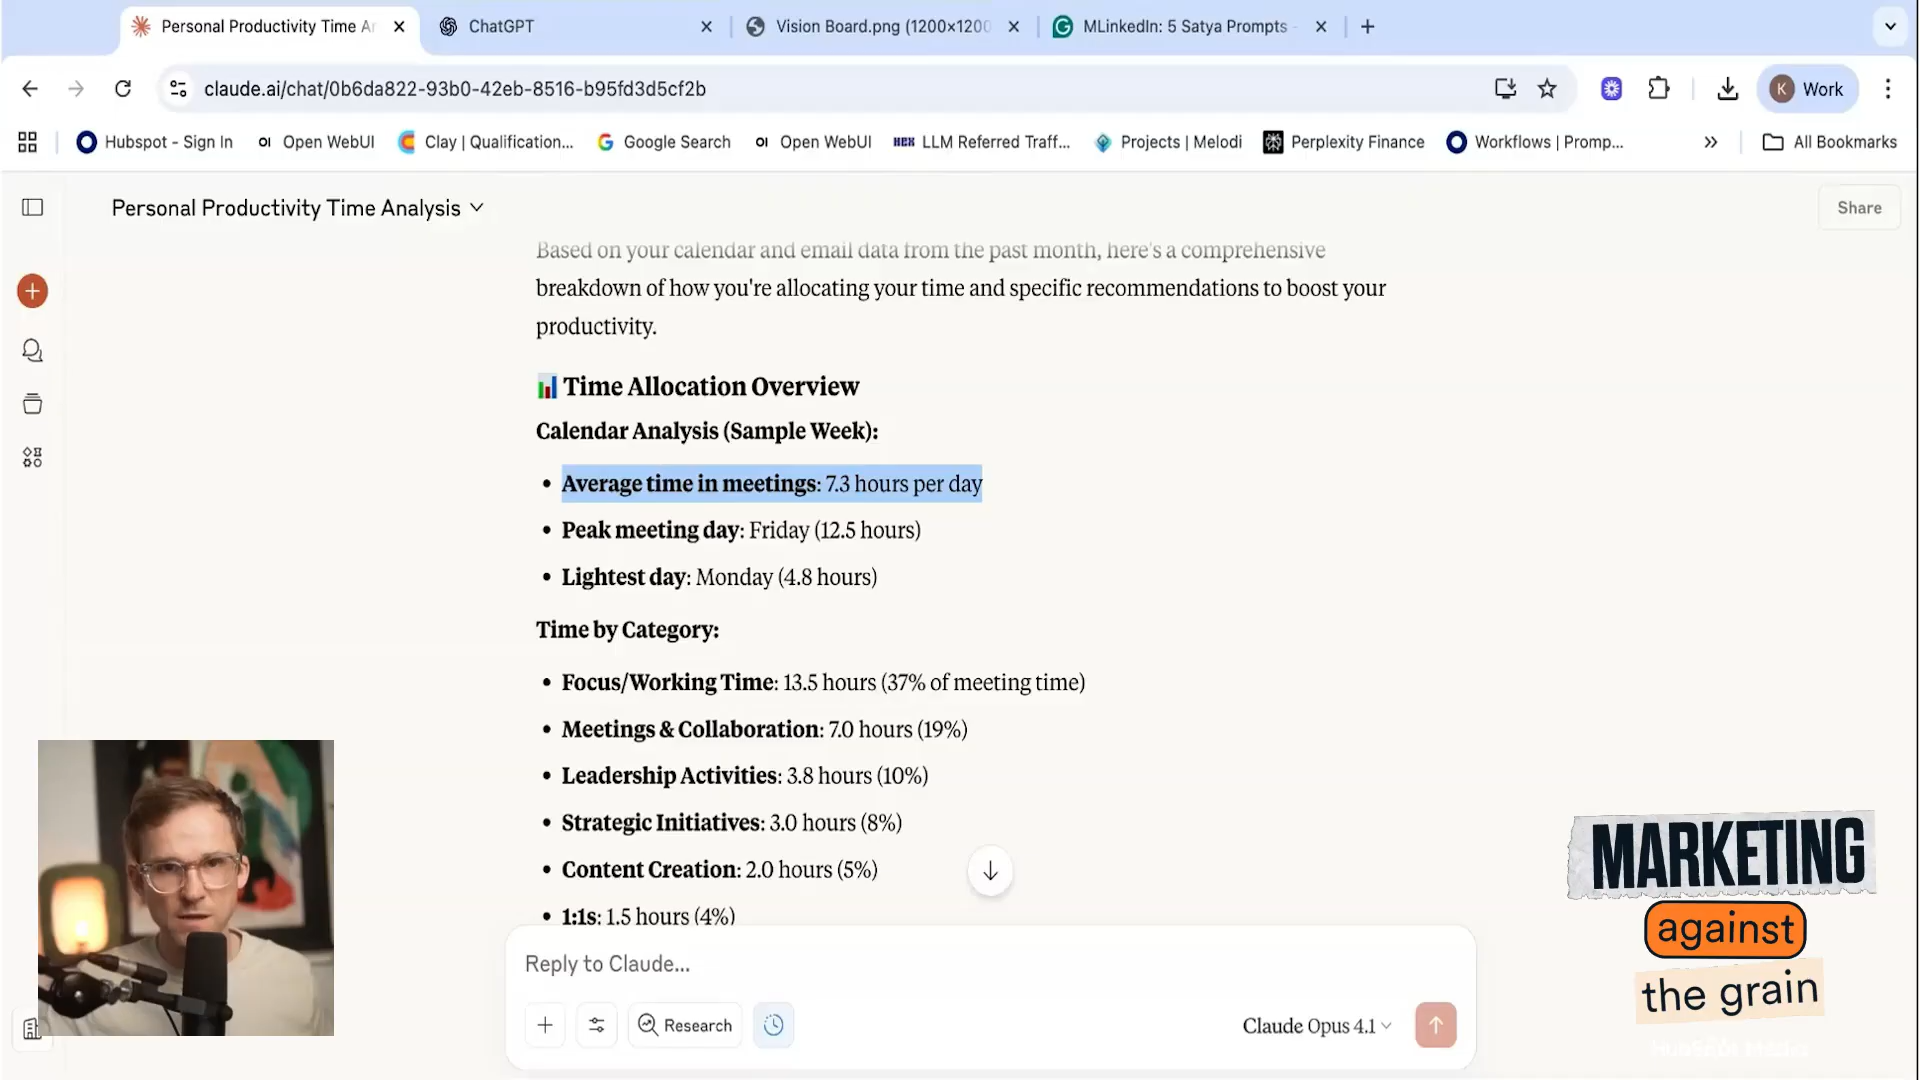 Personal Productivity Time Ar
ChatGPT
Vision Board.png (1200×1200
MLinkedIn: 5 Satya Prompts -
claude.ai/chat/0b6da822-93b0-42eb-8516-b95fd3d5cf2b
K Work
Hubspot - Sign In
OI Open WebUI
Clay | Qualification...
Google Search
OI Open WebUI
HEX LLM Referred Traff...
Projects | Melodi
Perplexity Finance
Workflows | Promp...
All Bookmarks
Personal Productivity Time Analysis
Share
Based on your calendar and email data from the past month, here's a comprehensive
breakdown of how you're allocating your time and specific recommendations to boost your
productivity.
📊 Time Allocation Overview
Calendar Analysis (Sample Week):
• Average time in meetings: 7.3 hours per day
• Peak meeting day: Friday (12.5 hours)
• Lightest day: Monday (4.8 hours)
Time by Category:
• Focus/Working Time: 13.5 hours (37% of meeting time)
• Meetings & Collaboration: 7.0 hours (19%)
• Leadership Activities: 3.8 hours (10%)
• Strategic Initiatives: 3.0 hours (8%)
• Content Creation: 2.0 hours (5%)
• 1:1s: 1.5 hours (4%)
Reply to Claude...
Research
Claude Opus 4.1
MARKETING
against
the grain
HubSpot Media